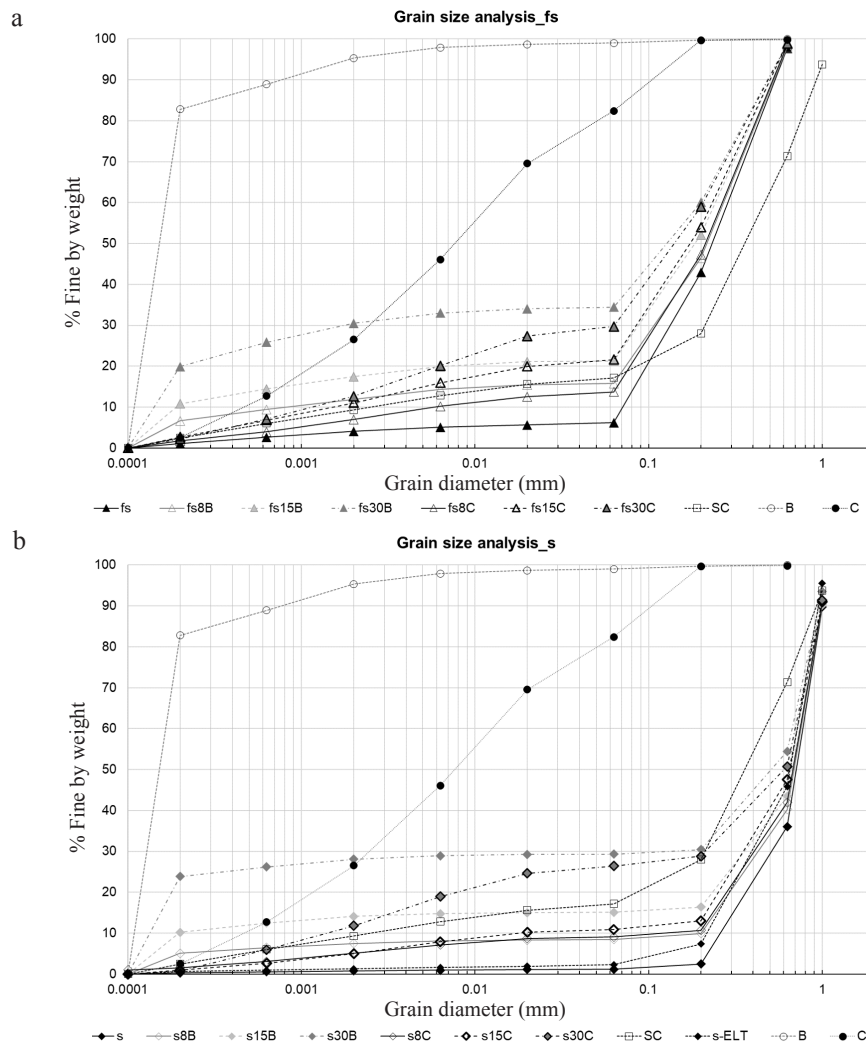 a
Grain size analysis_fs
% Fine by weight
100
90
80
70
60
50
40
30
20
10
0
0.0001 0.001 0.01 0.1 1
Grain diameter (mm)
fs fs8B fs15B fs30B fs8C fs15C fs30C SC B C
b
Grain size analysis_s
% Fine by weight
100
90
80
70
60
50
40
30
20
10
0
0.0001 0.001 0.01 0.1 1
Grain diameter (mm)
s s8B s15B s30B s8C s15C s30C SC s-ELT B C